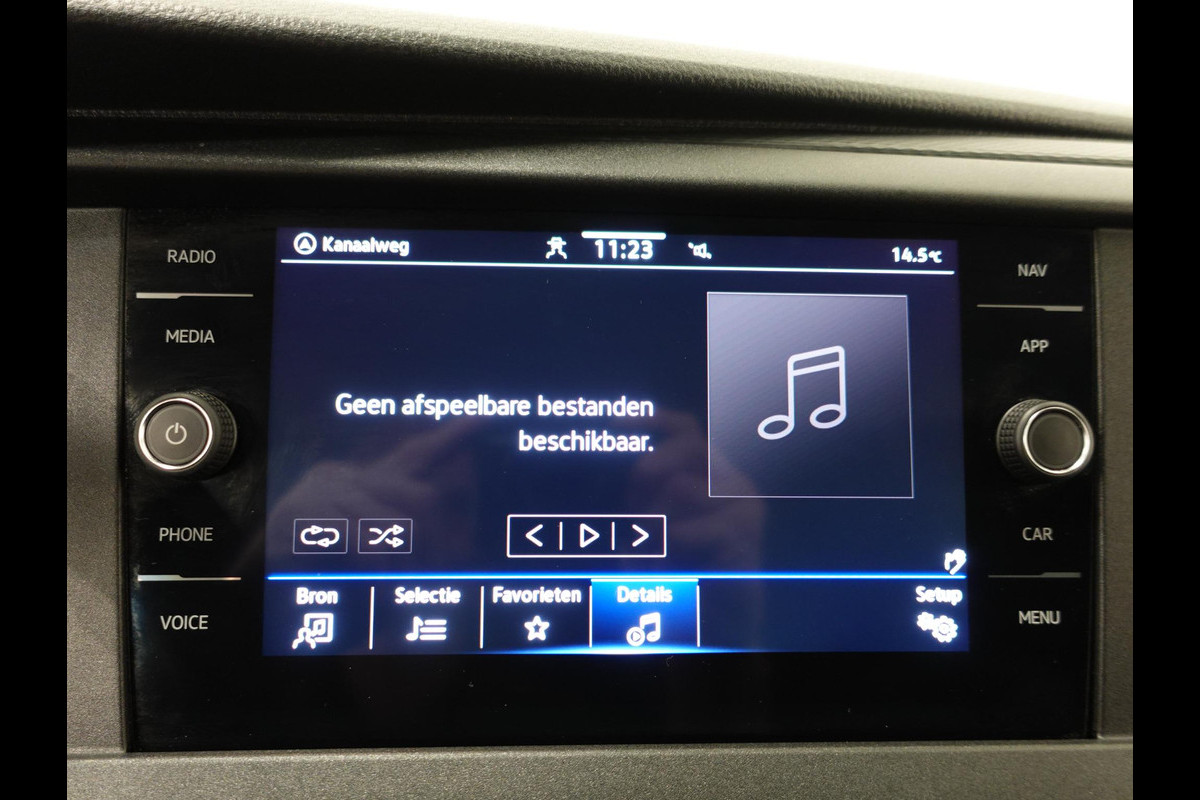 RADIO
MEDIA
PHONE
VOICE
Kanaalweg 11:23 14.5°C
Geen afspeelbare bestanden
beschikbaar.
Bron Selectie Favorieten Details Setup
NAV
APP
CAR
MENU